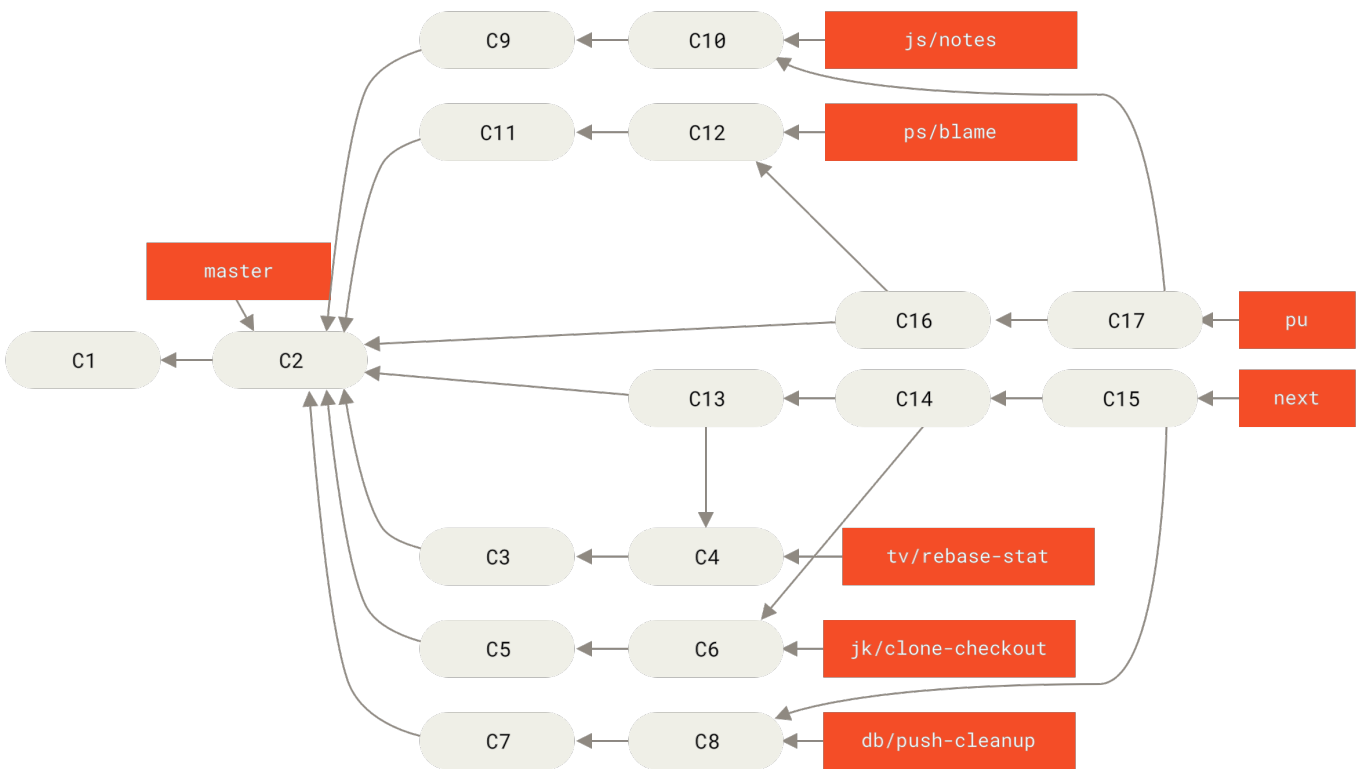 C9
C10
js/notes
C11
C12
ps/blame
master
C16
C17
pu
C1
C2
C13
C14
C15
next
C3
C4
tv/rebase-stat
C5
C6
jk/clone-checkout
C7
C8
db/push-cleanup